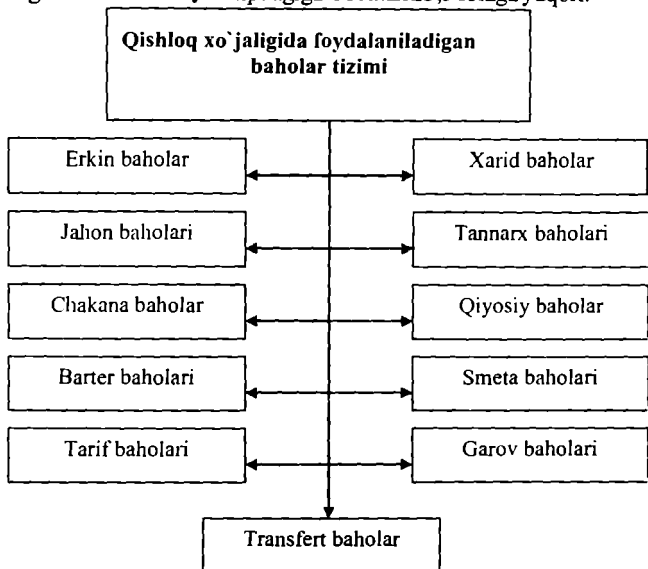 Qishloq xo`jaligida foydalaniladigan
baholar tizimi
Erkin baholar
Xarid baholar
Jahon baholari
Tannarx baholari
Chakana baholar
Qiyosiy baholar
Barter baholari
Smeta baholari
Tarif baholari
Garov baholari
Transfert baholar